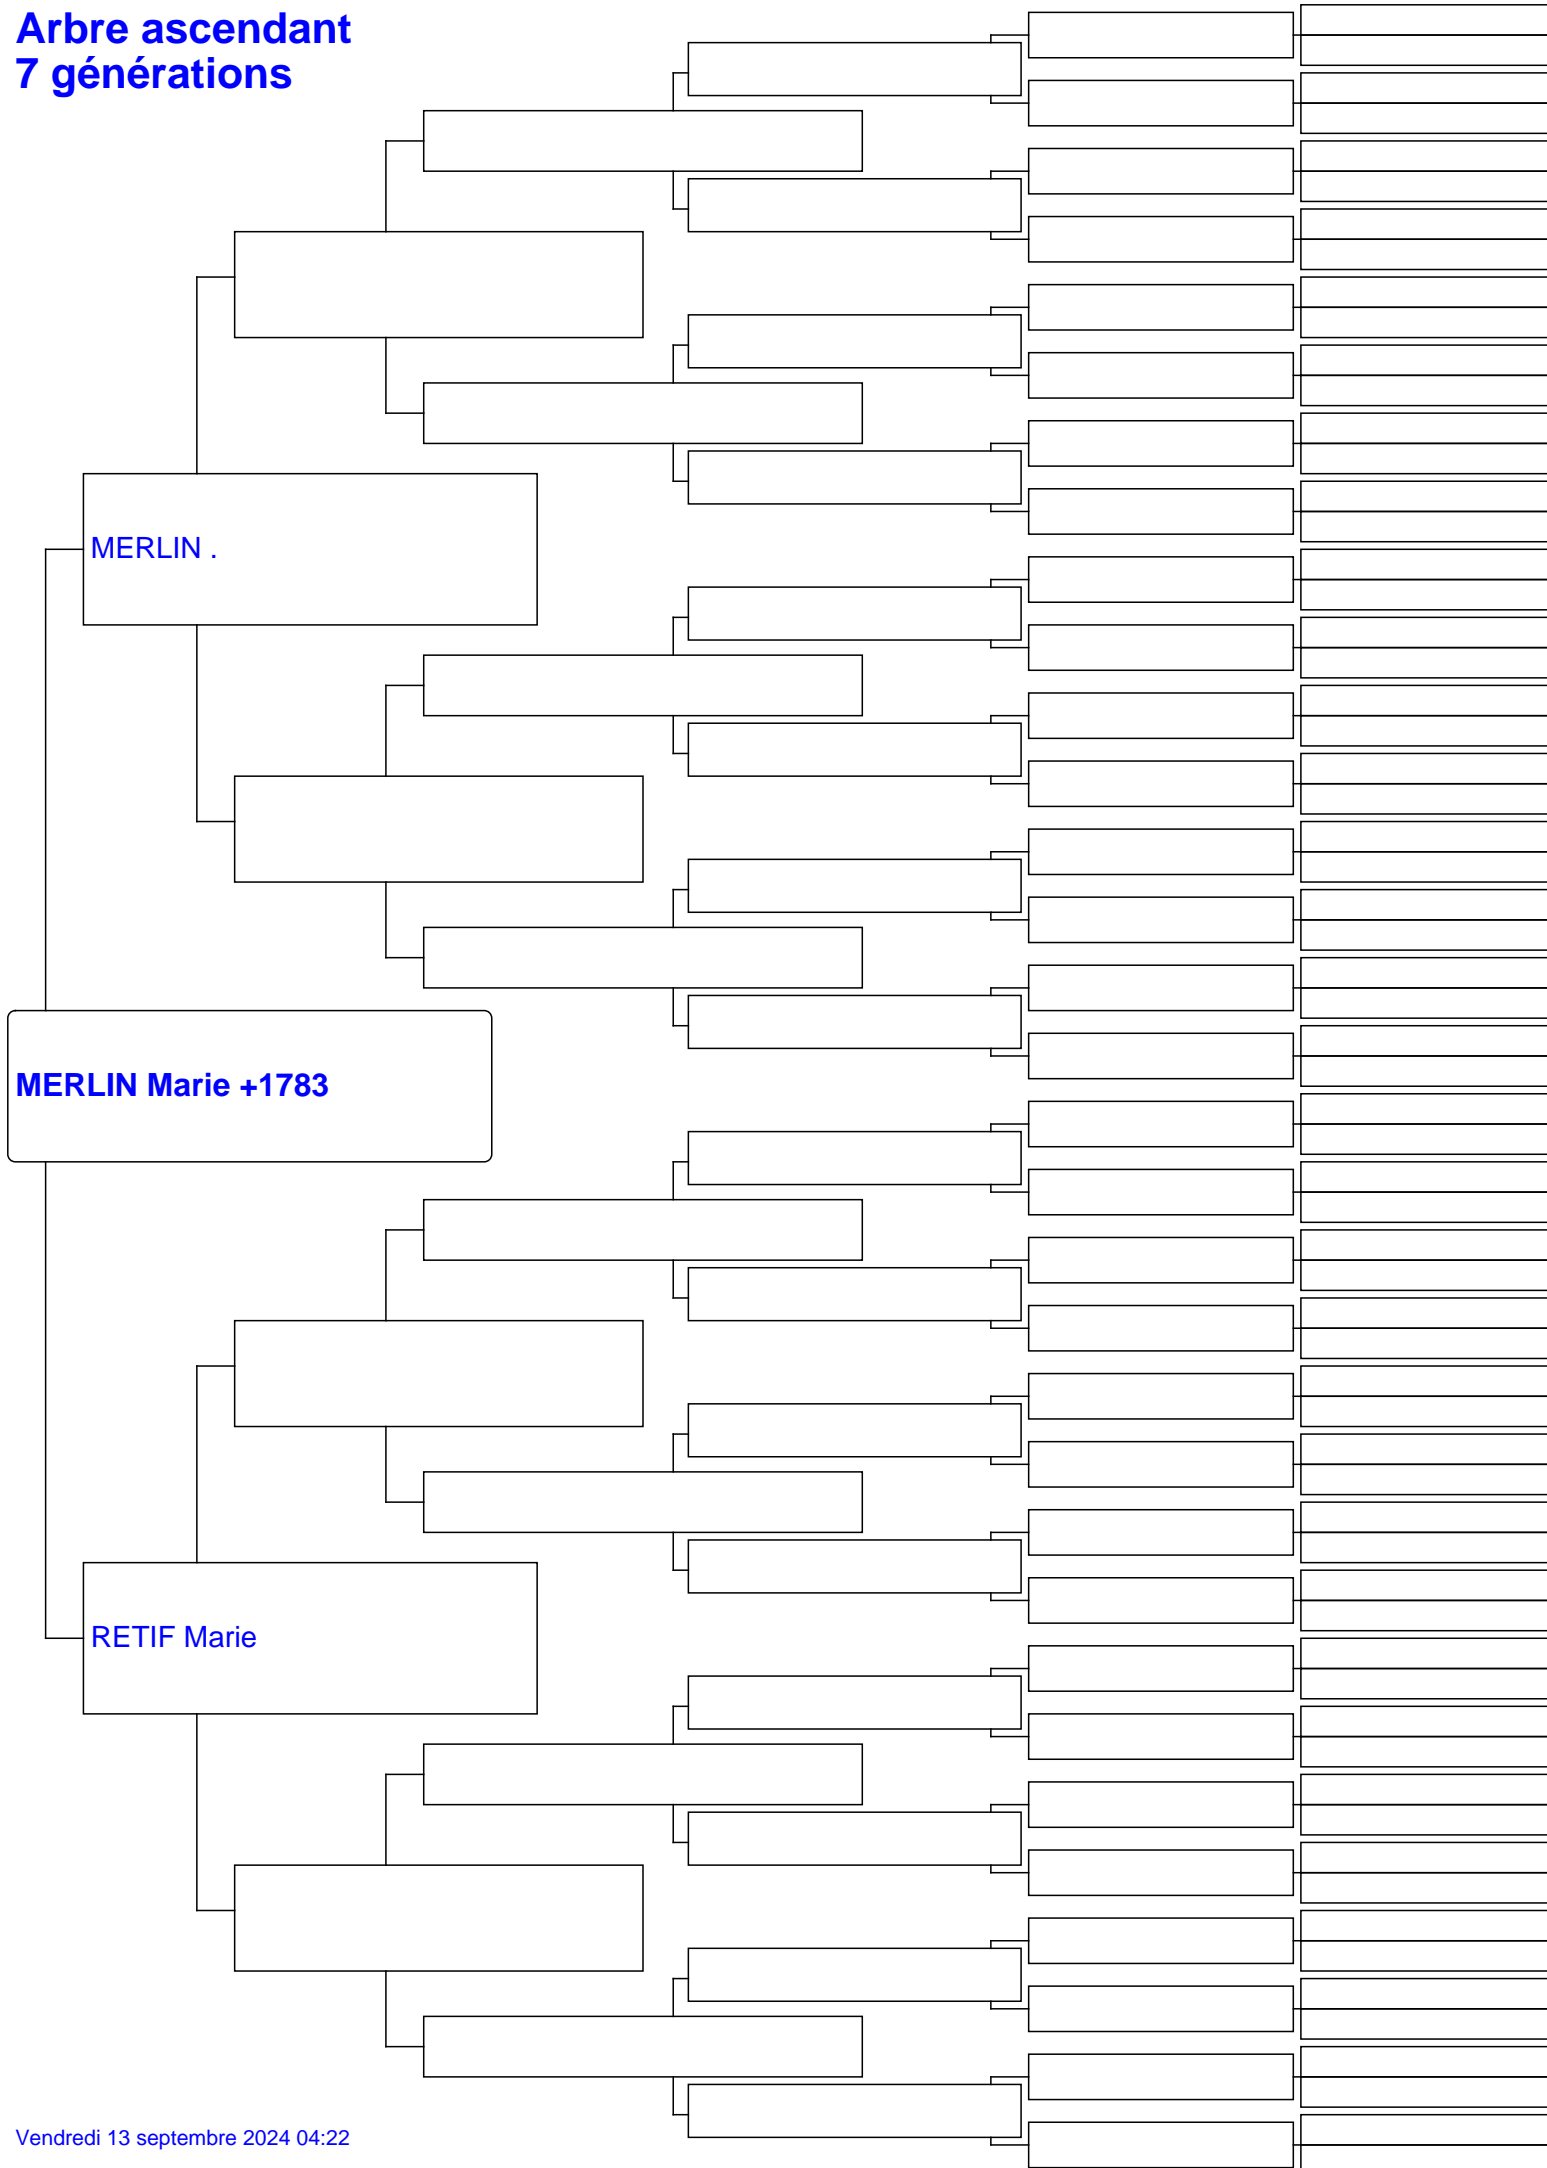 Arbre ascendant
7 générations
MERLIN .
MERLIN Marie +1783
RETIF Marie
Vendredi 13 septembre 2024 04:22